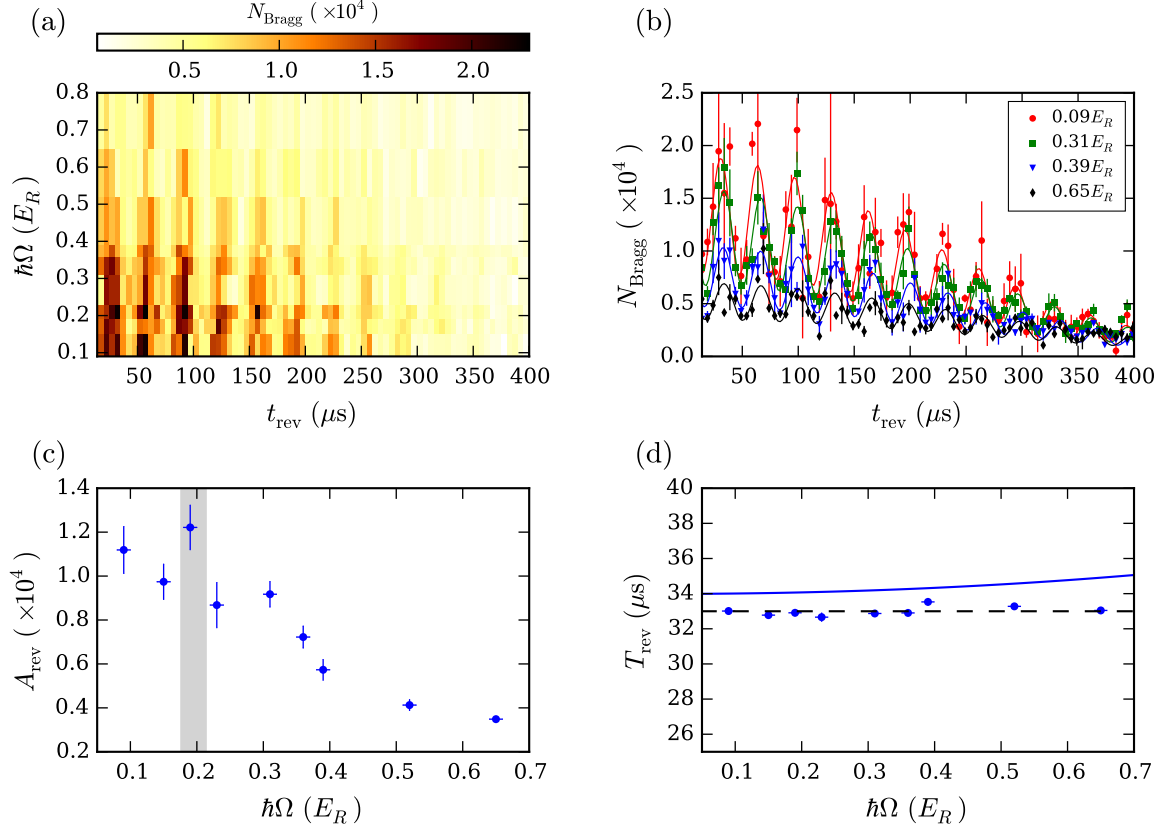 (a)
N_Bragg ( ×10^4)
0.5 1.0 1.5 2.0
0.8
0.7
0.6
0.5
0.4
0.3
0.2
0.1
ħΩ (E_R)
50 100 150 200 250 300 350 400
t_rev (μs)
(b)
2.5
2.0
1.5
1.0
0.5
0.0
N_Bragg ( ×10^4)
0.09E_R
0.31E_R
0.39E_R
0.65E_R
50 100 150 200 250 300 350 400
t_rev (μs)
(c)
1.4
1.2
1.0
0.8
0.6
0.4
0.2
A_rev ( ×10^4)
0.1 0.2 0.3 0.4 0.5 0.6 0.7
ħΩ (E_R)
(d)
40
38
36
34
32
30
28
26
T_rev (μs)
0.1 0.2 0.3 0.4 0.5 0.6 0.7
ħΩ (E_R)